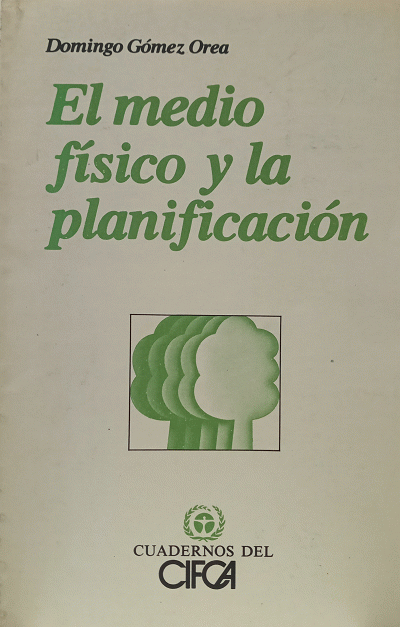 Domingo Gómez Orea
El medio
físico y la
planificación
CUADERNOS DEL
CIFCA